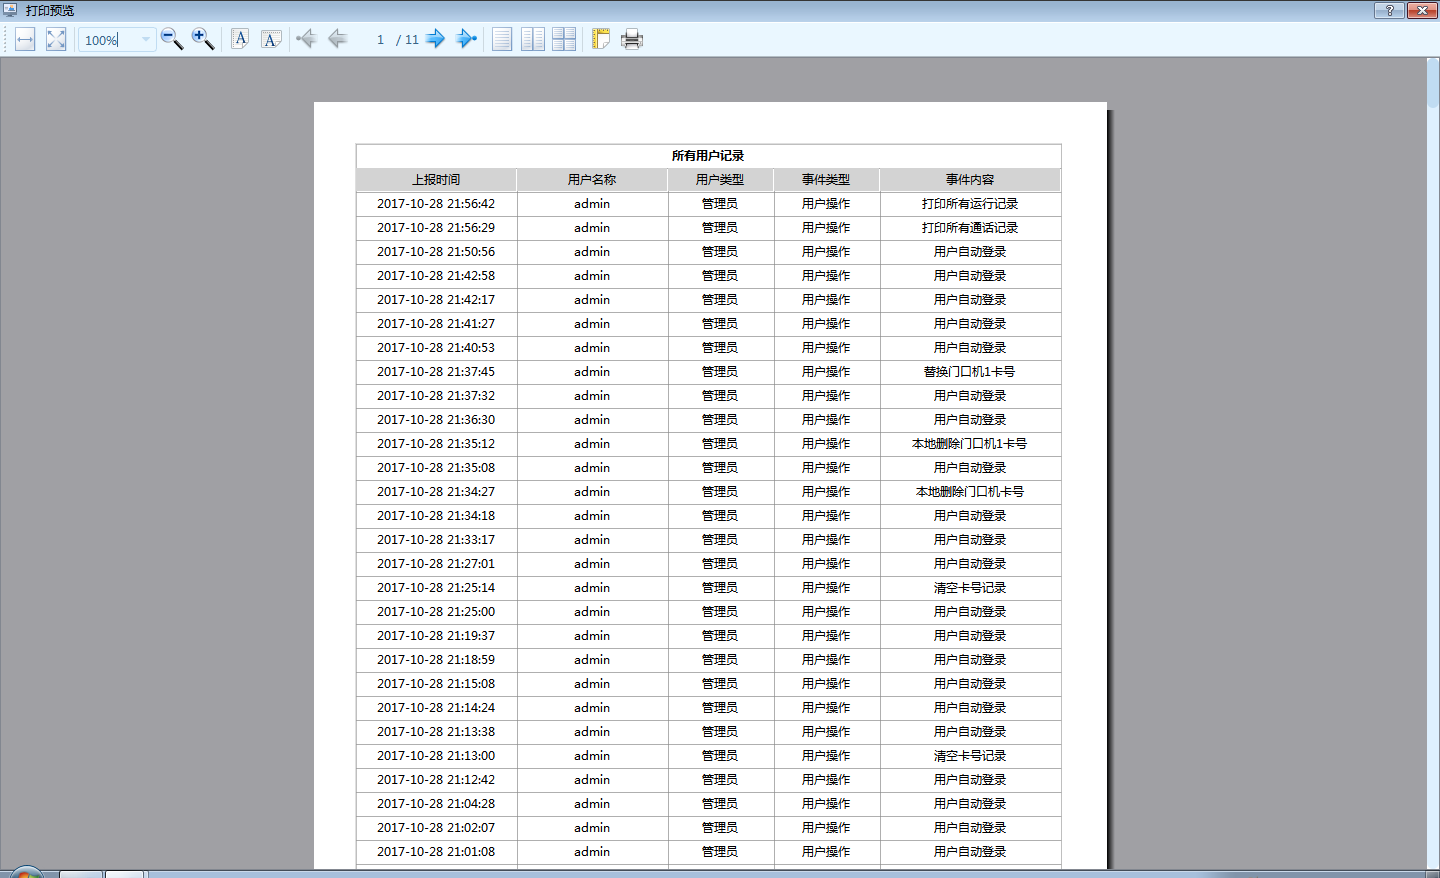 打印预览
100%
1 / 11
所有用户记录
上报时间 用户名称 用户类型 事件类型 事件内容
2017-10-28 21:56:42 admin 管理员 用户操作 打印所有运行记录
2017-10-28 21:56:29 admin 管理员 用户操作 打印所有通话记录
2017-10-28 21:50:56 admin 管理员 用户操作 用户自动登录
2017-10-28 21:42:58 admin 管理员 用户操作 用户自动登录
2017-10-28 21:42:17 admin 管理员 用户操作 用户自动登录
2017-10-28 21:41:27 admin 管理员 用户操作 用户自动登录
2017-10-28 21:40:53 admin 管理员 用户操作 用户自动登录
2017-10-28 21:37:45 admin 管理员 用户操作 替换门口机1卡号
2017-10-28 21:37:32 admin 管理员 用户操作 用户自动登录
2017-10-28 21:36:30 admin 管理员 用户操作 用户自动登录
2017-10-28 21:35:12 admin 管理员 用户操作 本地删除门口机1卡号
2017-10-28 21:35:08 admin 管理员 用户操作 用户自动登录
2017-10-28 21:34:27 admin 管理员 用户操作 本地删除门口机卡号
2017-10-28 21:34:18 admin 管理员 用户操作 用户自动登录
2017-10-28 21:33:17 admin 管理员 用户操作 用户自动登录
2017-10-28 21:27:01 admin 管理员 用户操作 用户自动登录
2017-10-28 21:25:14 admin 管理员 用户操作 清空卡号记录
2017-10-28 21:25:00 admin 管理员 用户操作 用户自动登录
2017-10-28 21:19:37 admin 管理员 用户操作 用户自动登录
2017-10-28 21:18:59 admin 管理员 用户操作 用户自动登录
2017-10-28 21:15:08 admin 管理员 用户操作 用户自动登录
2017-10-28 21:14:24 admin 管理员 用户操作 用户自动登录
2017-10-28 21:13:38 admin 管理员 用户操作 用户自动登录
2017-10-28 21:13:00 admin 管理员 用户操作 清空卡号记录
2017-10-28 21:12:42 admin 管理员 用户操作 用户自动登录
2017-10-28 21:04:28 admin 管理员 用户操作 用户自动登录
2017-10-28 21:02:07 admin 管理员 用户操作 用户自动登录
2017-10-28 21:01:08 admin 管理员 用户操作 用户自动登录